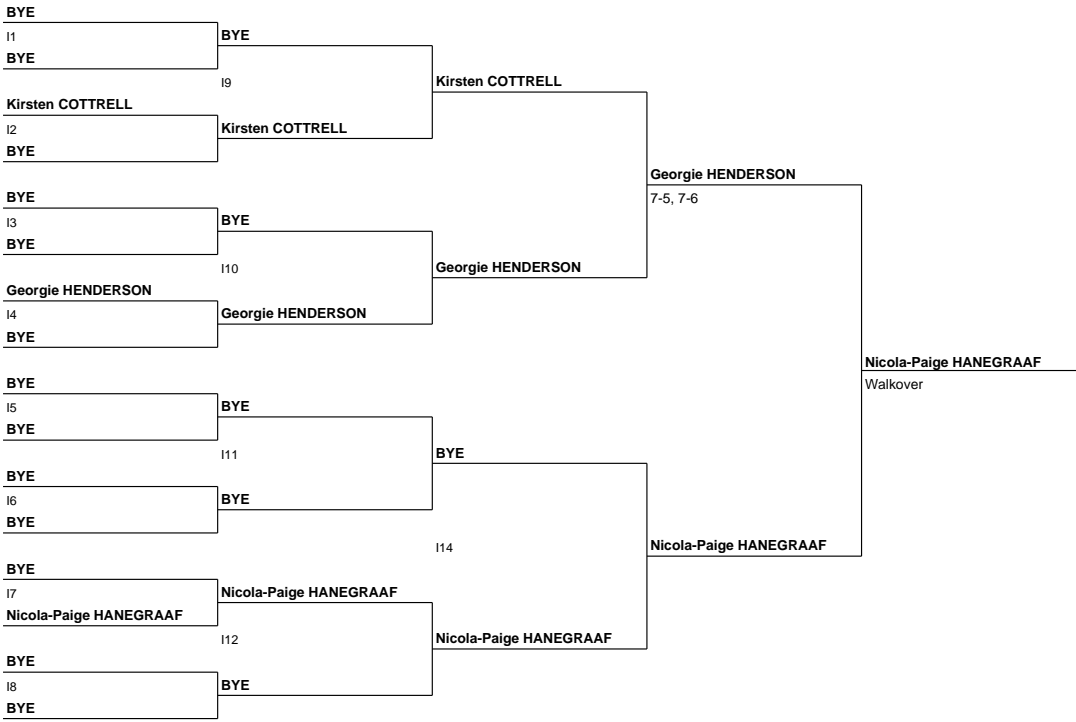 BYE
I1
BYE
BYE
I9
Kirsten COTTRELL
Kirsten COTTRELL
I2
Kirsten COTTRELL
BYE
Georgie HENDERSON
7-5, 7-6
BYE
I3
BYE
BYE
I10
Georgie HENDERSON
Georgie HENDERSON
I4
Georgie HENDERSON
BYE
Nicola-Paige HANEGRAAF
Walkover
BYE
I5
BYE
BYE
I11
BYE
BYE
I6
BYE
BYE
I14
Nicola-Paige HANEGRAAF
BYE
I7
Nicola-Paige HANEGRAAF
Nicola-Paige HANEGRAAF
I12
Nicola-Paige HANEGRAAF
BYE
I8
BYE
BYE